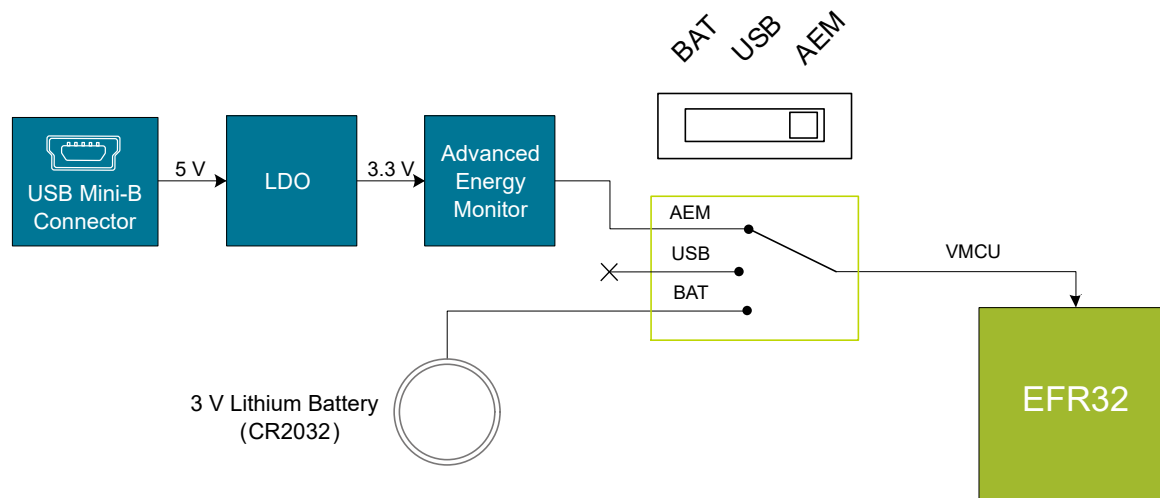 BAT
USB
AEM
USB Mini-B
Connector
5 V
LDO
3.3 V
Advanced
Energy
Monitor
AEM
USB
BAT
VMCU
3 V Lithium Battery
(CR2032)
EFR32